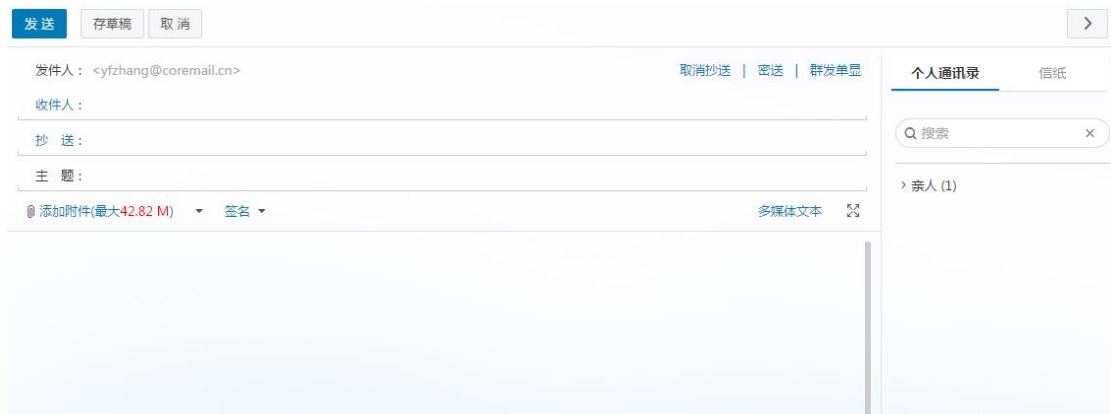 发送 存草稿 取消
发件人：<yfzhang@coremail.cn> 取消抄送 | 密送 | 群发单显
收件人：
抄 送：
主 题：
添加附件(最大42.82 M) 签名 多媒体文本
个人通讯录 信纸
搜索
亲人 (1)